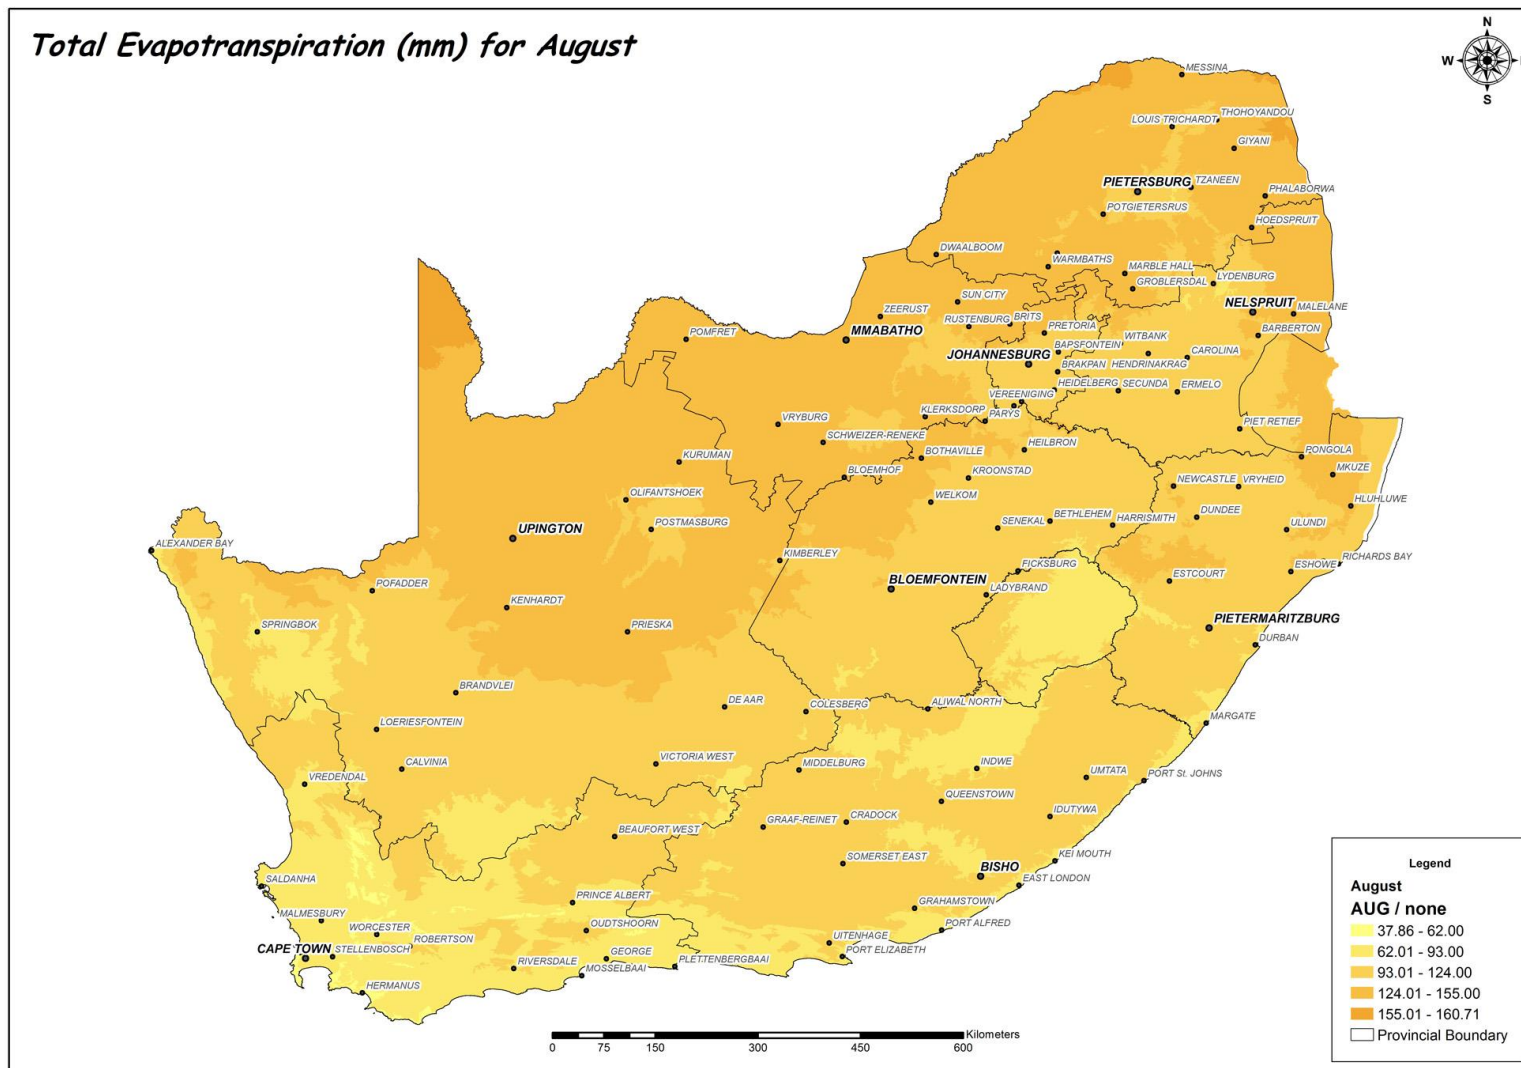 Total Evapotranspiration (mm) for August
N
W
S
MESSINA
THOHOYANDOU
LOUIS TRICHARDT
GIYANI
PIETERSBURG
TZANEEN
PHALABORWA
POTGIETERSRUS
HOEDSPRUIT
DWAALBOOM
WARMBATHS
MARBLE HALL
LYDENBURG
GROBLERSDAL
SUN CITY
NELSPRUIT
MALELANE
ZEERUST
RUSTENBURG
BRITS
POMFRET
MMABATHO
PRETORIA
WITBANK
BARBERTON
JOHANNESBURG
BAPSFONTEIN
HENDRINAKRAG
CAROLINA
BRAKPAN
HEIDELBERG
SECUNDA
ERMELO
VEREENIGING
KLERKSDORP
PARYS
VRYBURG
PIET RETIEF
SCHWEIZER-RENEKE
BOTHAVILLE
HEILBRON
PONGOLA
KURUMAN
BLOEMHOF
KROONSTAD
NEWCASTLE
VRYHEID
MKUZE
OLIFANTSHOEK
WELKOM
HLUHLUWE
UPINGTON
POSTMASBURG
SENEKAL
BETHLEHEM
HARRISMITH
DUNDEE
ULUNDI
ALEXANDER BAY
KIMBERLEY
RICHARDS BAY
POFADDER
BLOEMFONTEIN
FICKSBURG
ESTCOURT
ESHOWE
LADYBRAND
KENHARDT
SPRINGBOK
PRIESKA
PIETERMARITZBURG
DURBAN
BRANDVLEI
DE AAR
COLESBERG
ALIWAL NORTH
LOERIESFONTEIN
MARGATE
CALVINIA
VICTORIA WEST
MIDDELBURG
INDWE
VREDENDAL
UMTATA
PORT St. JOHNS
QUEENSTOWN
BEAUFORT WEST
GRAAF-REINET
CRADOCK
IDUTYWA
SOMERSET EAST
KEI MOUTH
BISHO
SALDANHA
EAST LONDON
PRINCE ALBERT
GRAHAMSTOWN
MALMESBURY
WORCESTER
OUDTSHOORN
PORT ALFRED
CAPE TOWN
STELLENBOSCH
ROBERTSON
UITENHAGE
GEORGE
PORT ELIZABETH
RIVERSDALE
MOSSELBAAI
PLETTENBERGBAAI
HERMANUS
Kilometers
0 75 150 300 450 600
Legend
August
AUG / none
37.86 - 62.00
62.01 - 93.00
93.01 - 124.00
124.01 - 155.00
155.01 - 160.71
Provincial Boundary